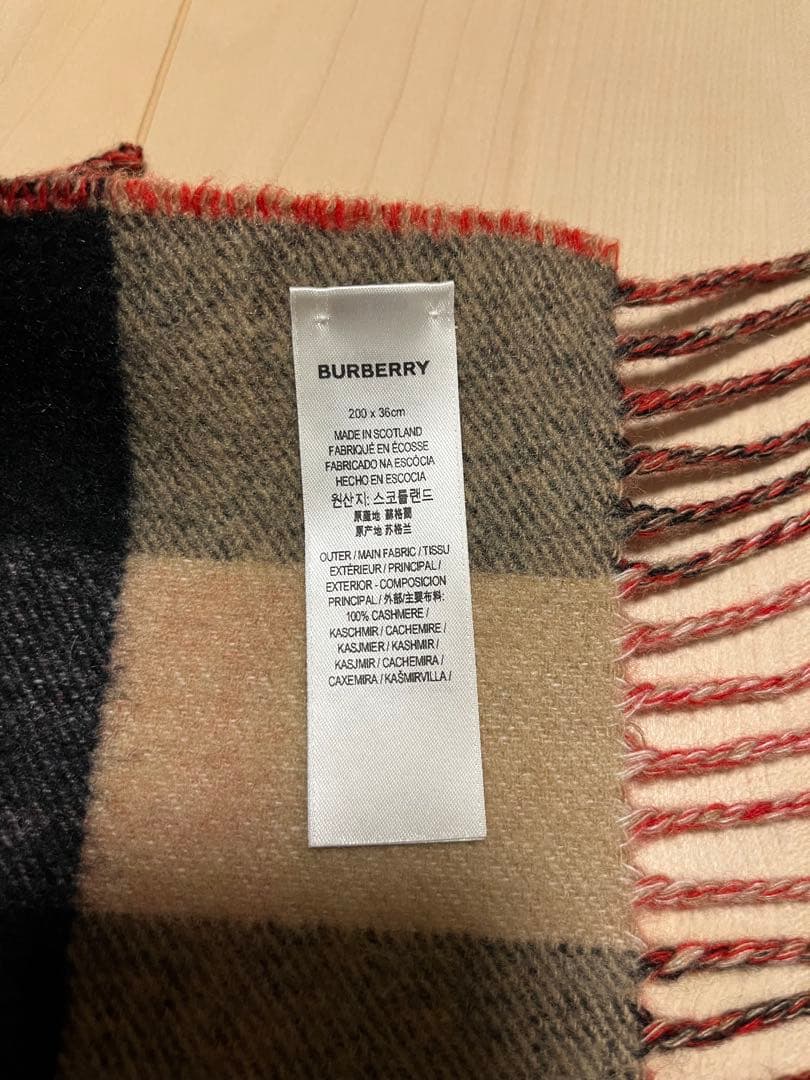 BURBERRY
200 x 36cm
MADE IN SCOTLAND
FABRIQUÉ EN ÉCOSSE
FABRICADO NA ESCÓCIA
HECHO EN ESCOCIA
원산지: 스코틀랜드
原產地 蘇格蘭
原产地 苏格兰
OUTER / MAIN FABRIC / TISSU
EXTÉRIEUR / PRINCIPAL /
EXTERIOR - COMPOSICION
PRINCIPAL / 外部/主要布料:
100% CASHMERE /
KASCHMIR / CACHEMIRE /
KASJMIER / KASHMIR /
KASJMIR / CACHEMIRA /
CAXEMIRA / KAŠMIRVILLA /